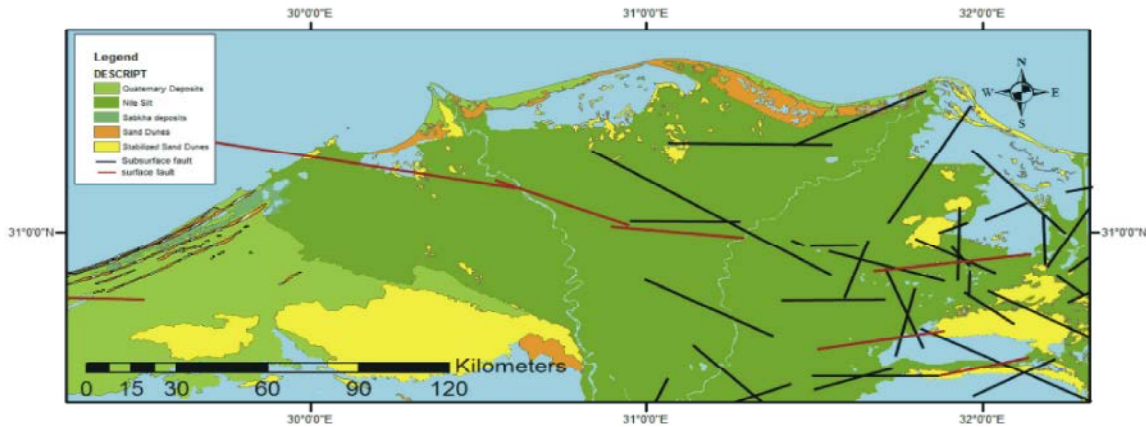 30°0'0"E 31°0'0"E 32°0'0"E
Legend
DESCRIPT
Quaternary Deposits
Nile Silt
Sabkha deposits
Sand Dunes
Stabilized Sand Dunes
Subsurface fault
surface fault
N
W E
S
31°0'0"N 31°0'0"N
Kilometers
0 15 30 60 90 120
30°0'0"E 31°0'0"E 32°0'0"E